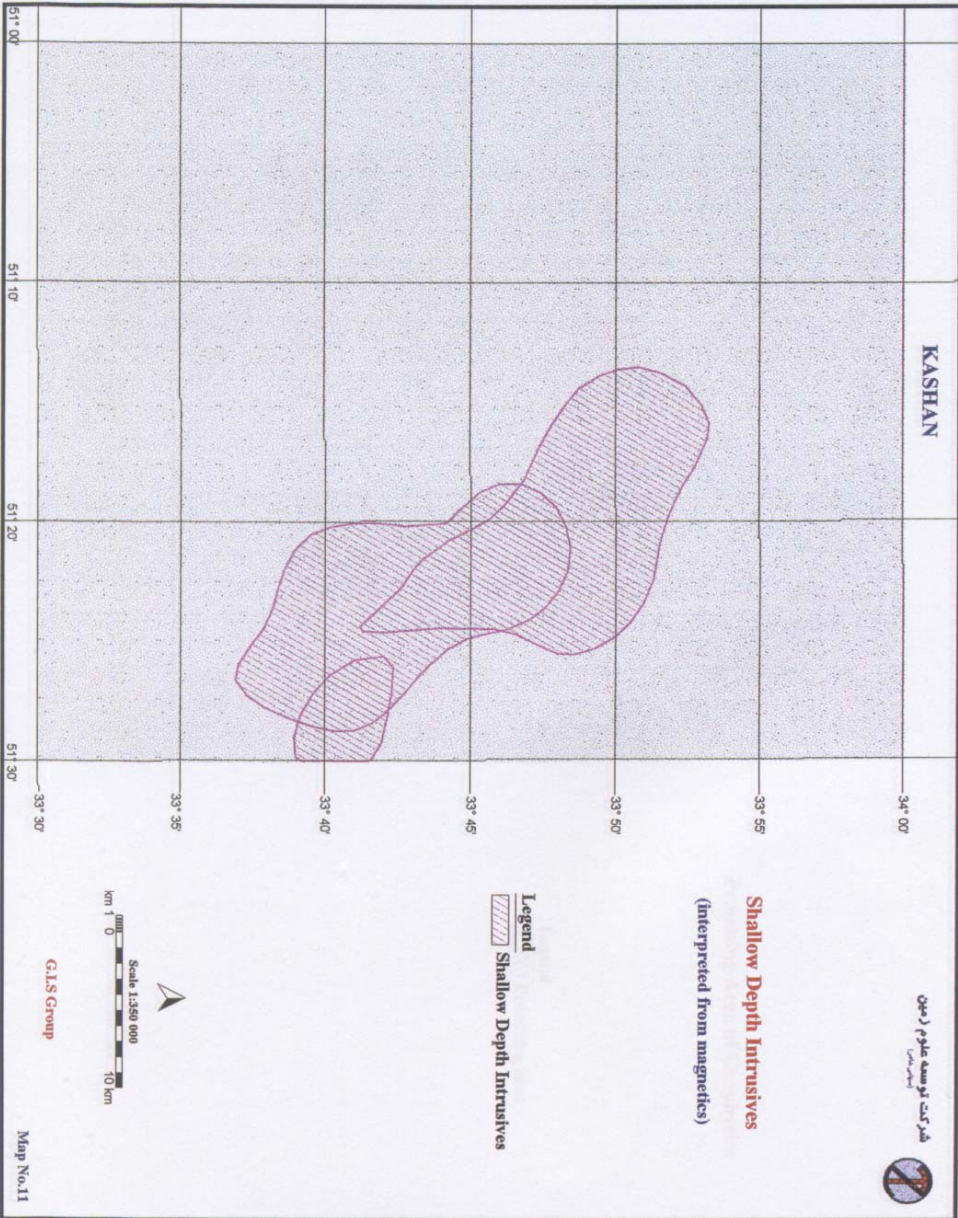 KASHAN
شرکت توسعه علوم زمین
(سهامی خاص)
34° 00'
33° 55'
33° 50'
33° 45'
33° 40'
33° 35'
33° 30'
51° 00'
51° 10'
51° 20'
51° 30'
Shallow Depth Intrusives
(interpreted from magnetics)
Legend
Shallow Depth Intrusives
Scale 1:350 000
km 1 0 10 km
G.I.S Group
Map No.11